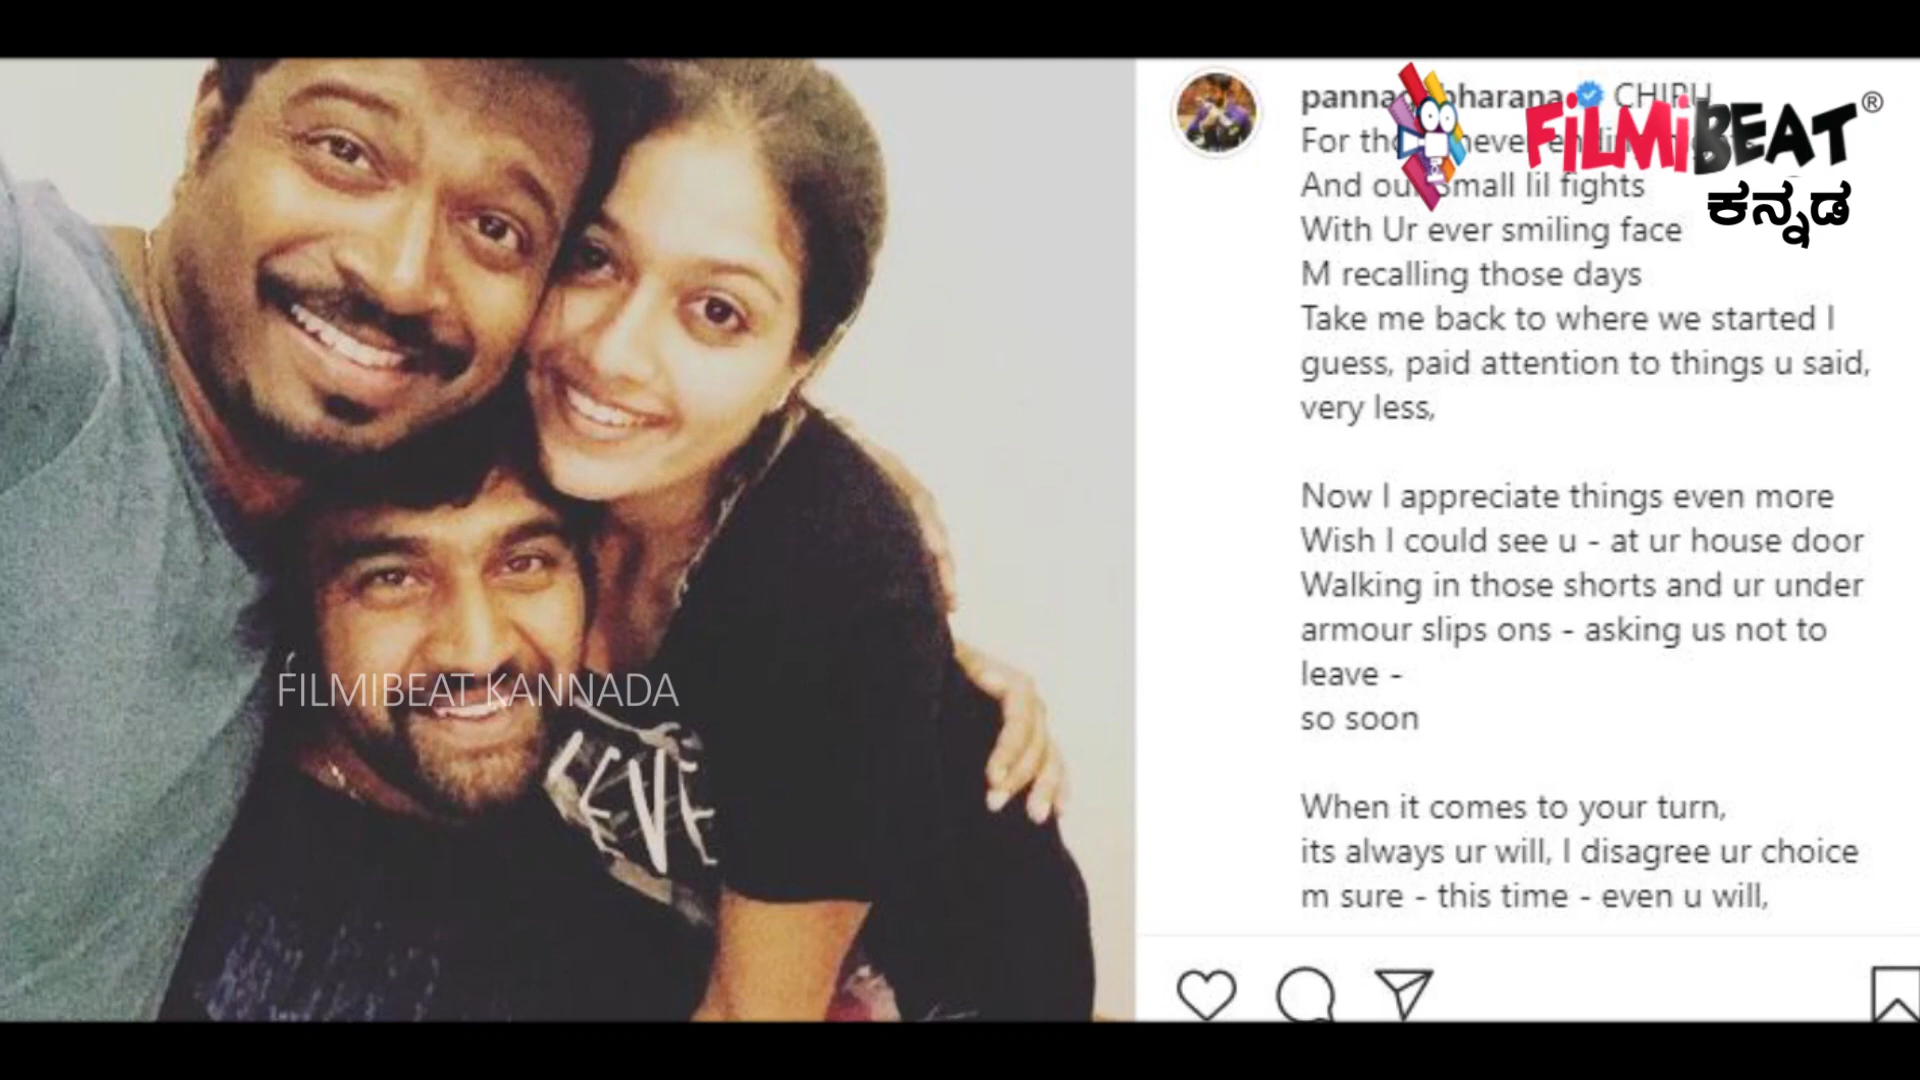 CHIRU
For
And our small lil fights
With Ur ever smiling face
M recalling those days
Take me back to where we started I
guess, paid attention to things u said,
very less,
Now I appreciate things even more
Wish I could see u - at ur house door
Walking in those shorts and ur under
armour slips ons - asking us not to
leave -
so soon
When it comes to your turn,
its always ur will, I disagree ur choice
m sure - this time - even u will,
FiLMiBEAT®
ಕನ್ನಡ
FILMIBEAT KANNADA